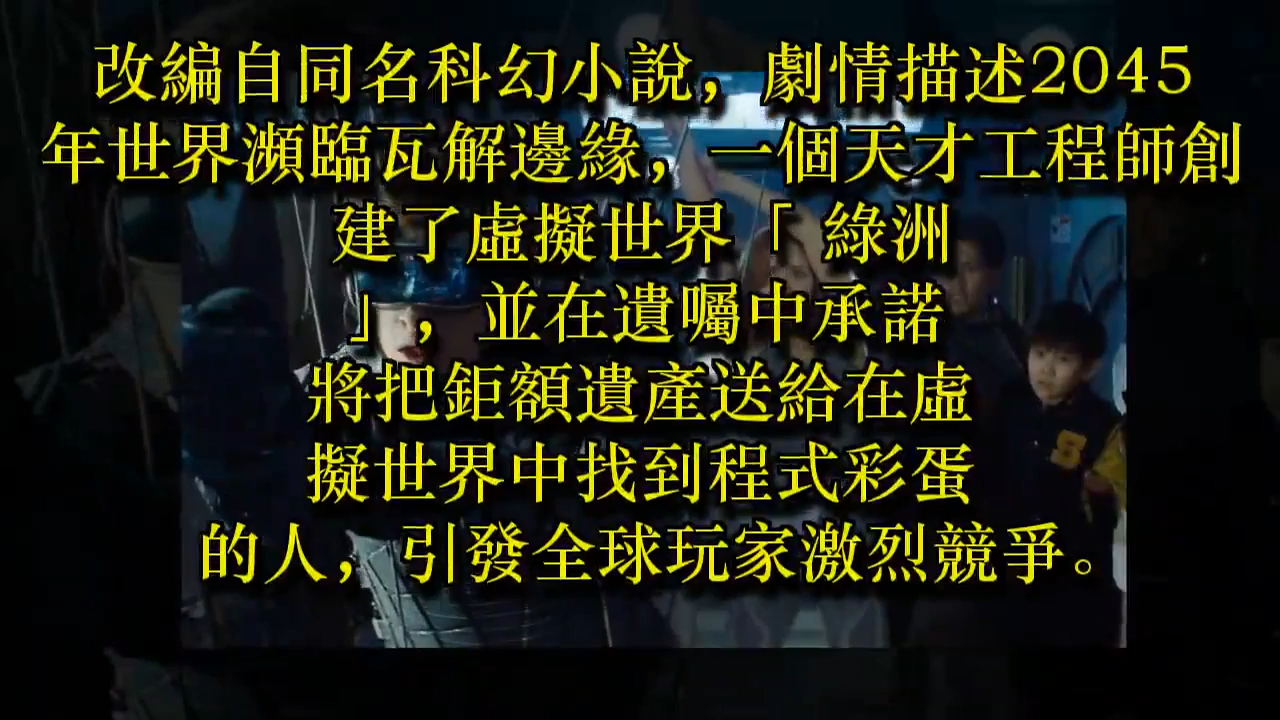 改編自同名科幻小說，劇情描述2045
年世界瀕臨瓦解邊緣，一個天才工程師創
建了虛擬世界「 綠洲
」，並在遺囑中承諾
將把鉅額遺產送給在虛
擬世界中找到程式彩蛋
的人，引發全球玩家激烈競爭。
S